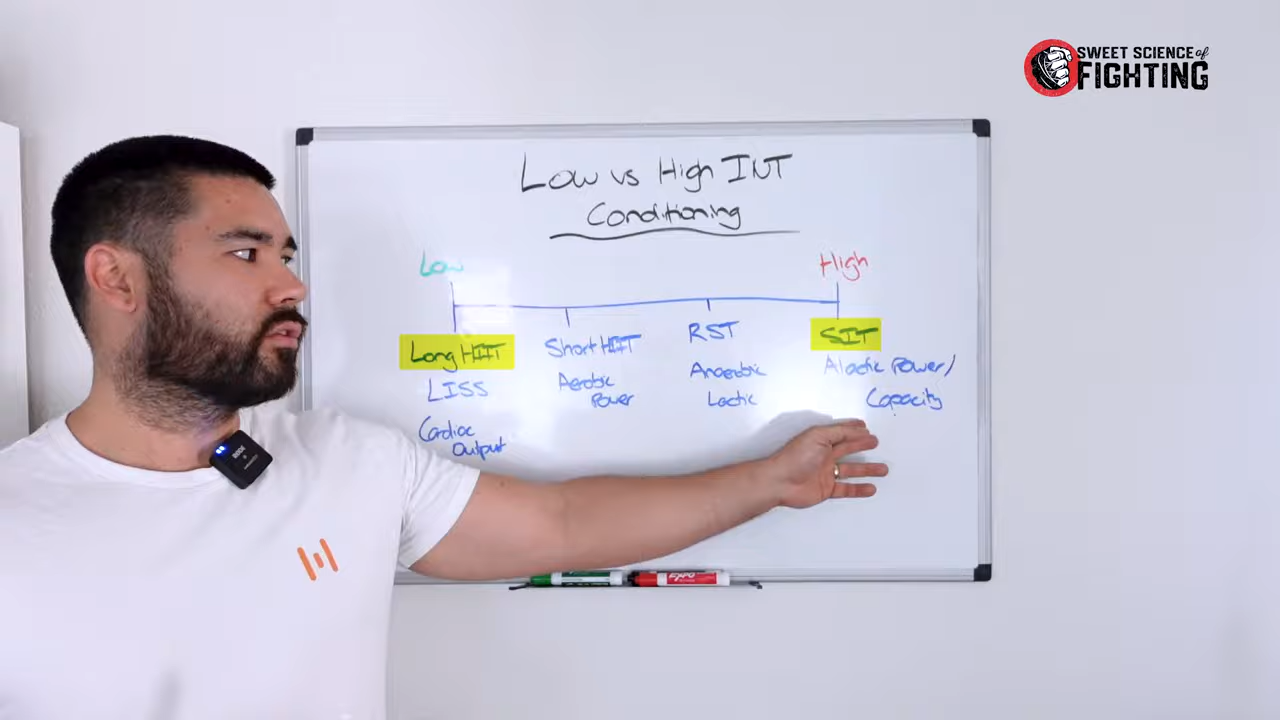 SWEET SCIENCE of
FIGHTING
Low vs High INT
Conditioning
Low
High
Long HIIT
Short HIIT
RST
SIT
LISS
Aerobic
Power
Anaerobic
Lactic
Alactic Power/
Capacity
Cardiac
Output
EXPO